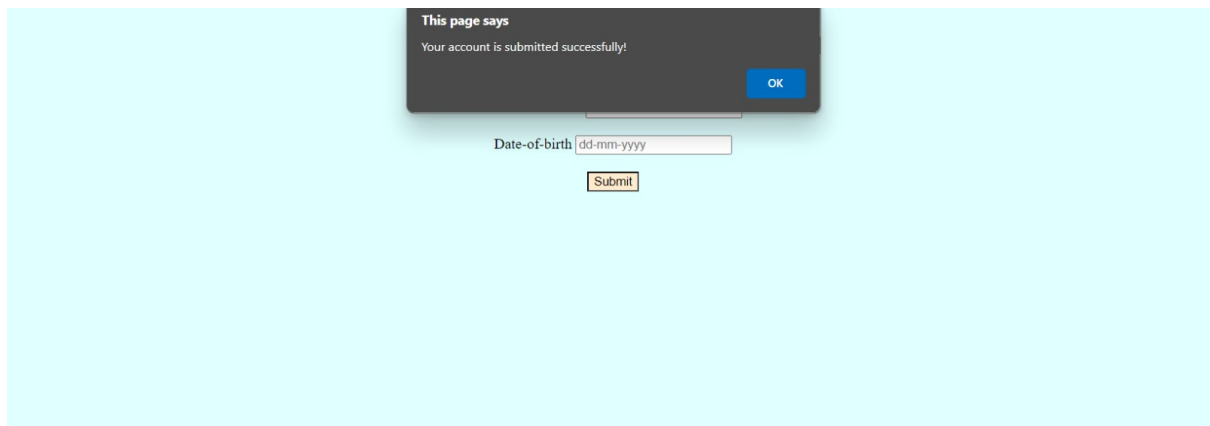 This page says
Your account is submitted successfully!
OK
Date-of-birth dd-mm-yyyy
Submit